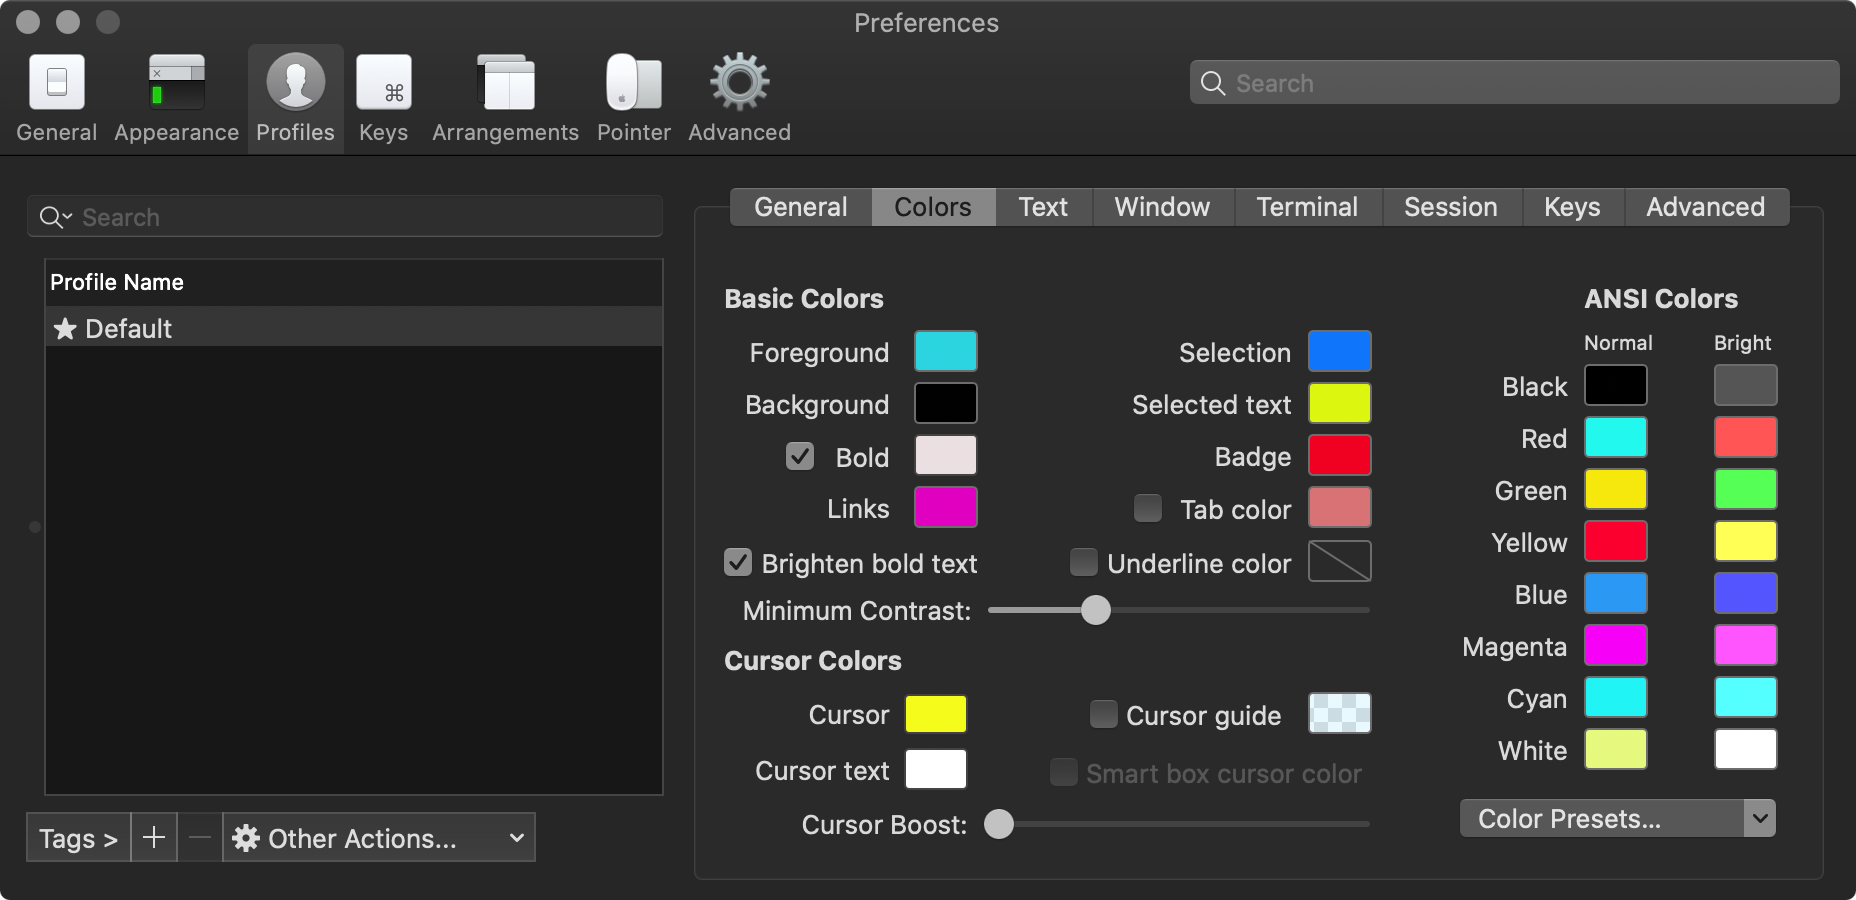 Preferences
General Appearance Profiles Keys Arrangements Pointer Advanced
Search
Search
Profile Name
Default
Tags >
Other Actions...
General Colors Text Window Terminal Session Keys Advanced
Basic Colors
Foreground
Background
Bold
Links
Brighten bold text
Selection
Selected text
Badge
Tab color
Underline color
Minimum Contrast:
Cursor Colors
Cursor
Cursor text
Cursor guide
Smart box cursor color
Cursor Boost:
ANSI Colors
Normal Bright
Black
Red
Green
Yellow
Blue
Magenta
Cyan
White
Color Presets...